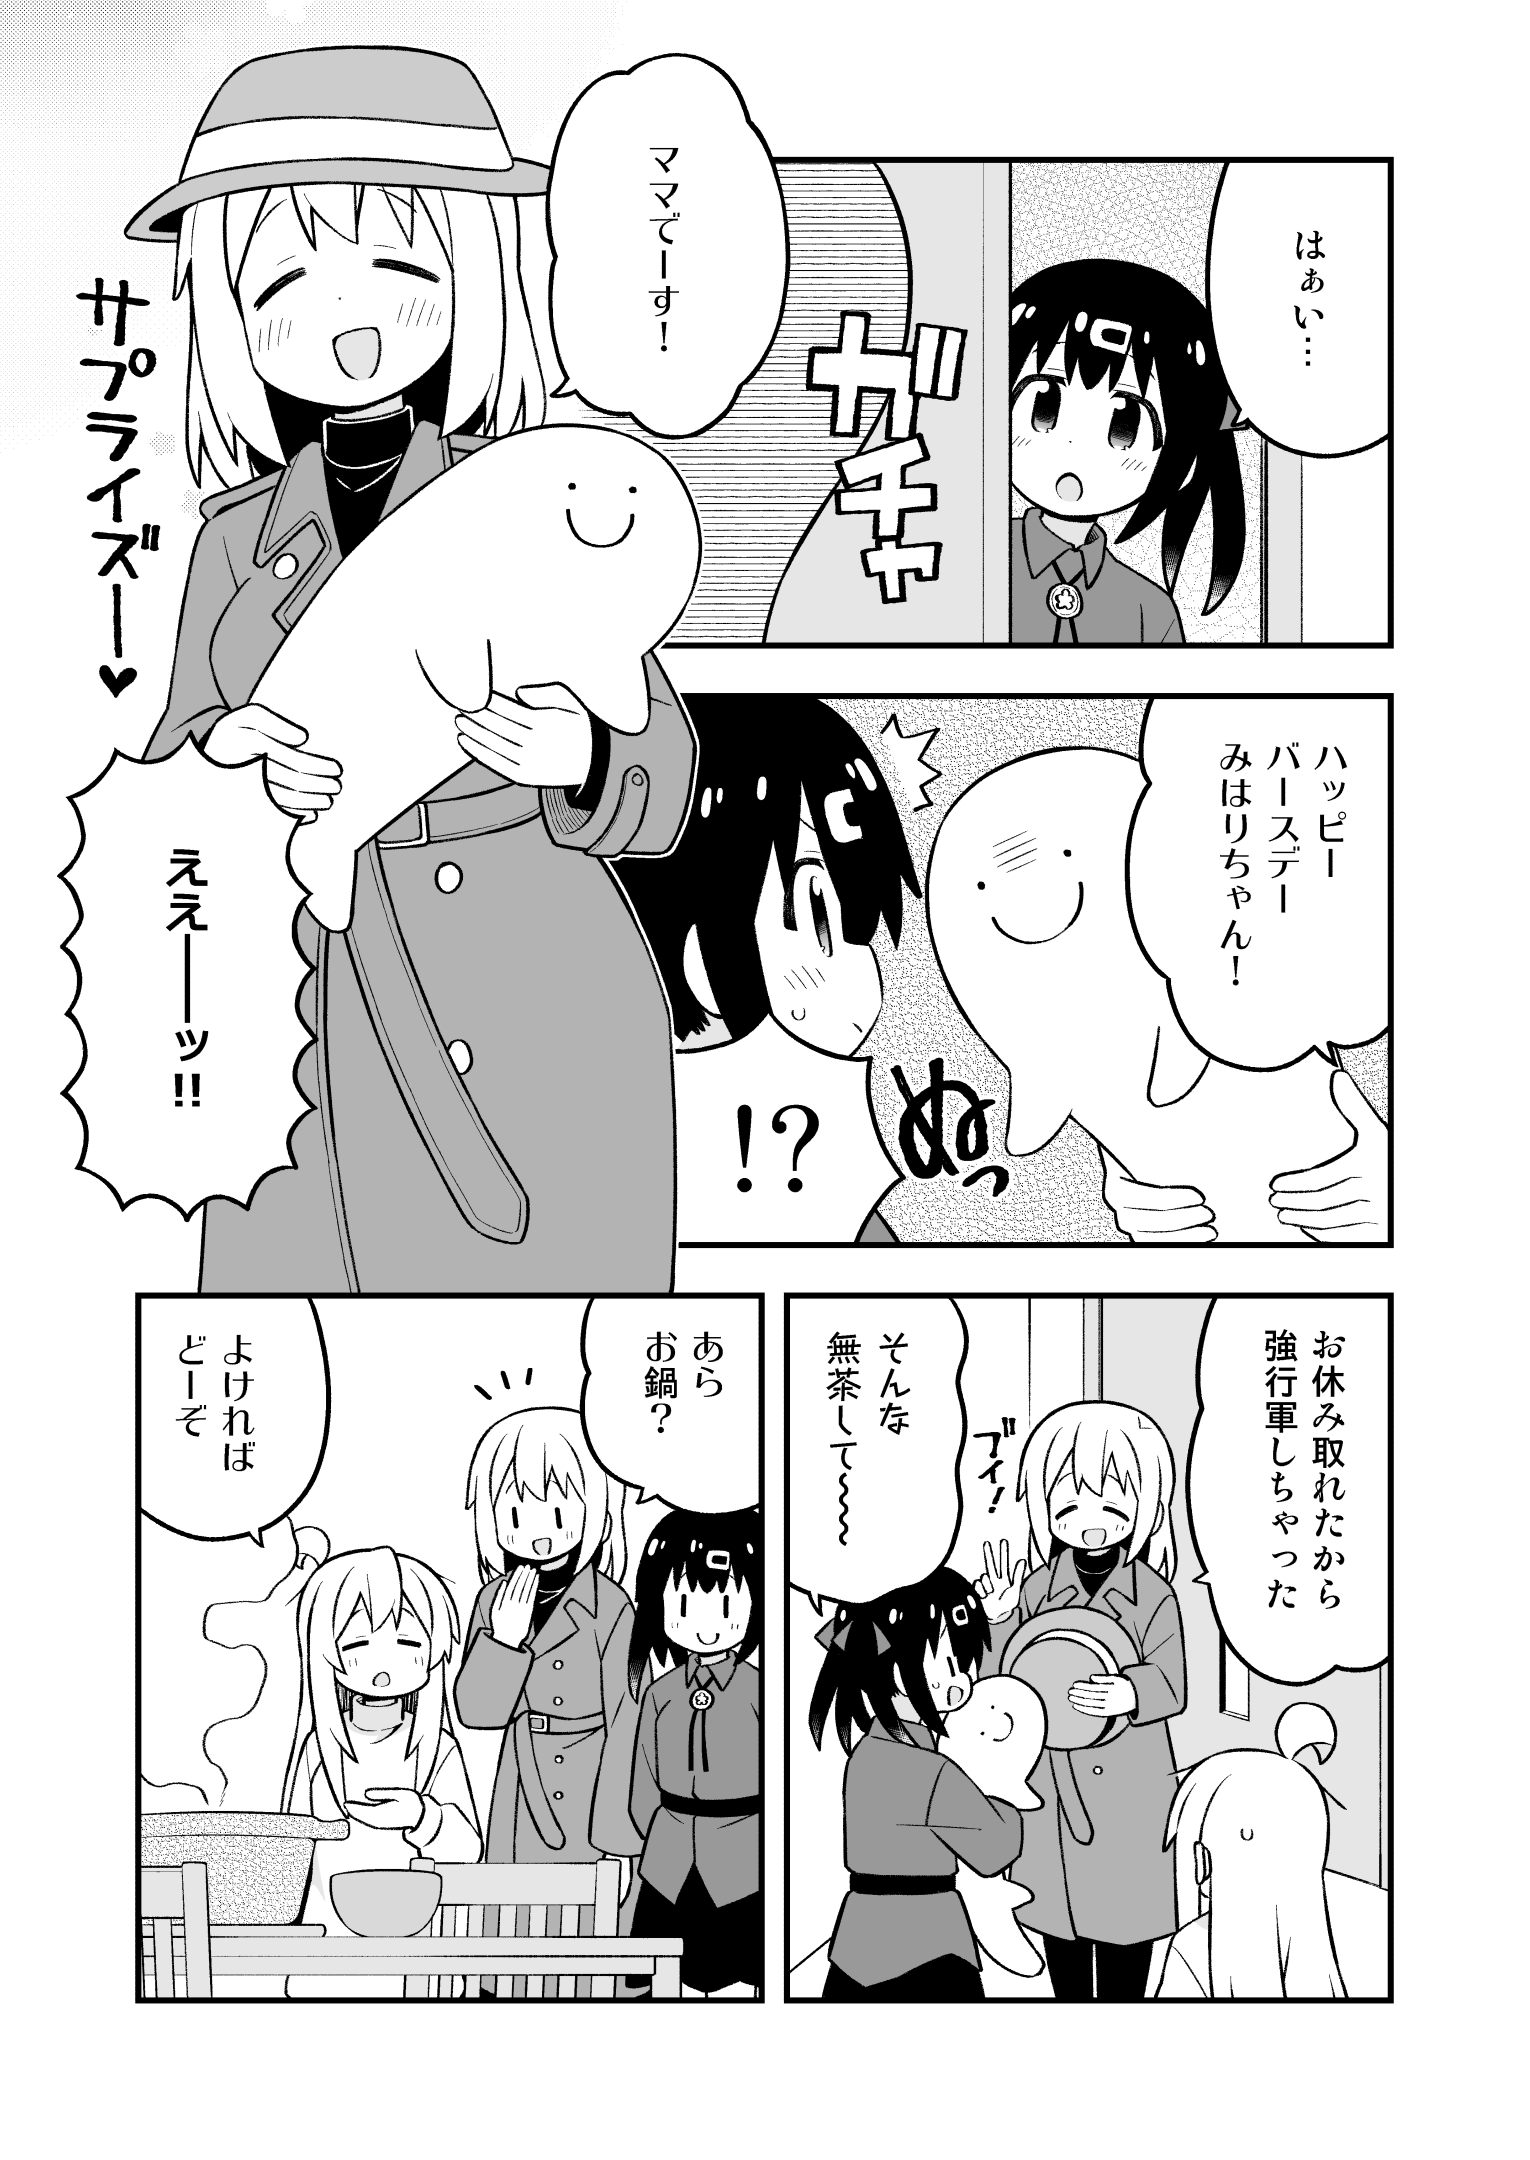 はぁい…
ガチャ
ハッピー
バースデー
みはりちゃん！
ぬっ
！？
ママでーす！
サプライズー♥
ええーーッ!!
お休み取れたから
強行軍しちゃった
ブイ！
そんな
無茶して～～～
あら
お鍋？
よければ
どーぞ